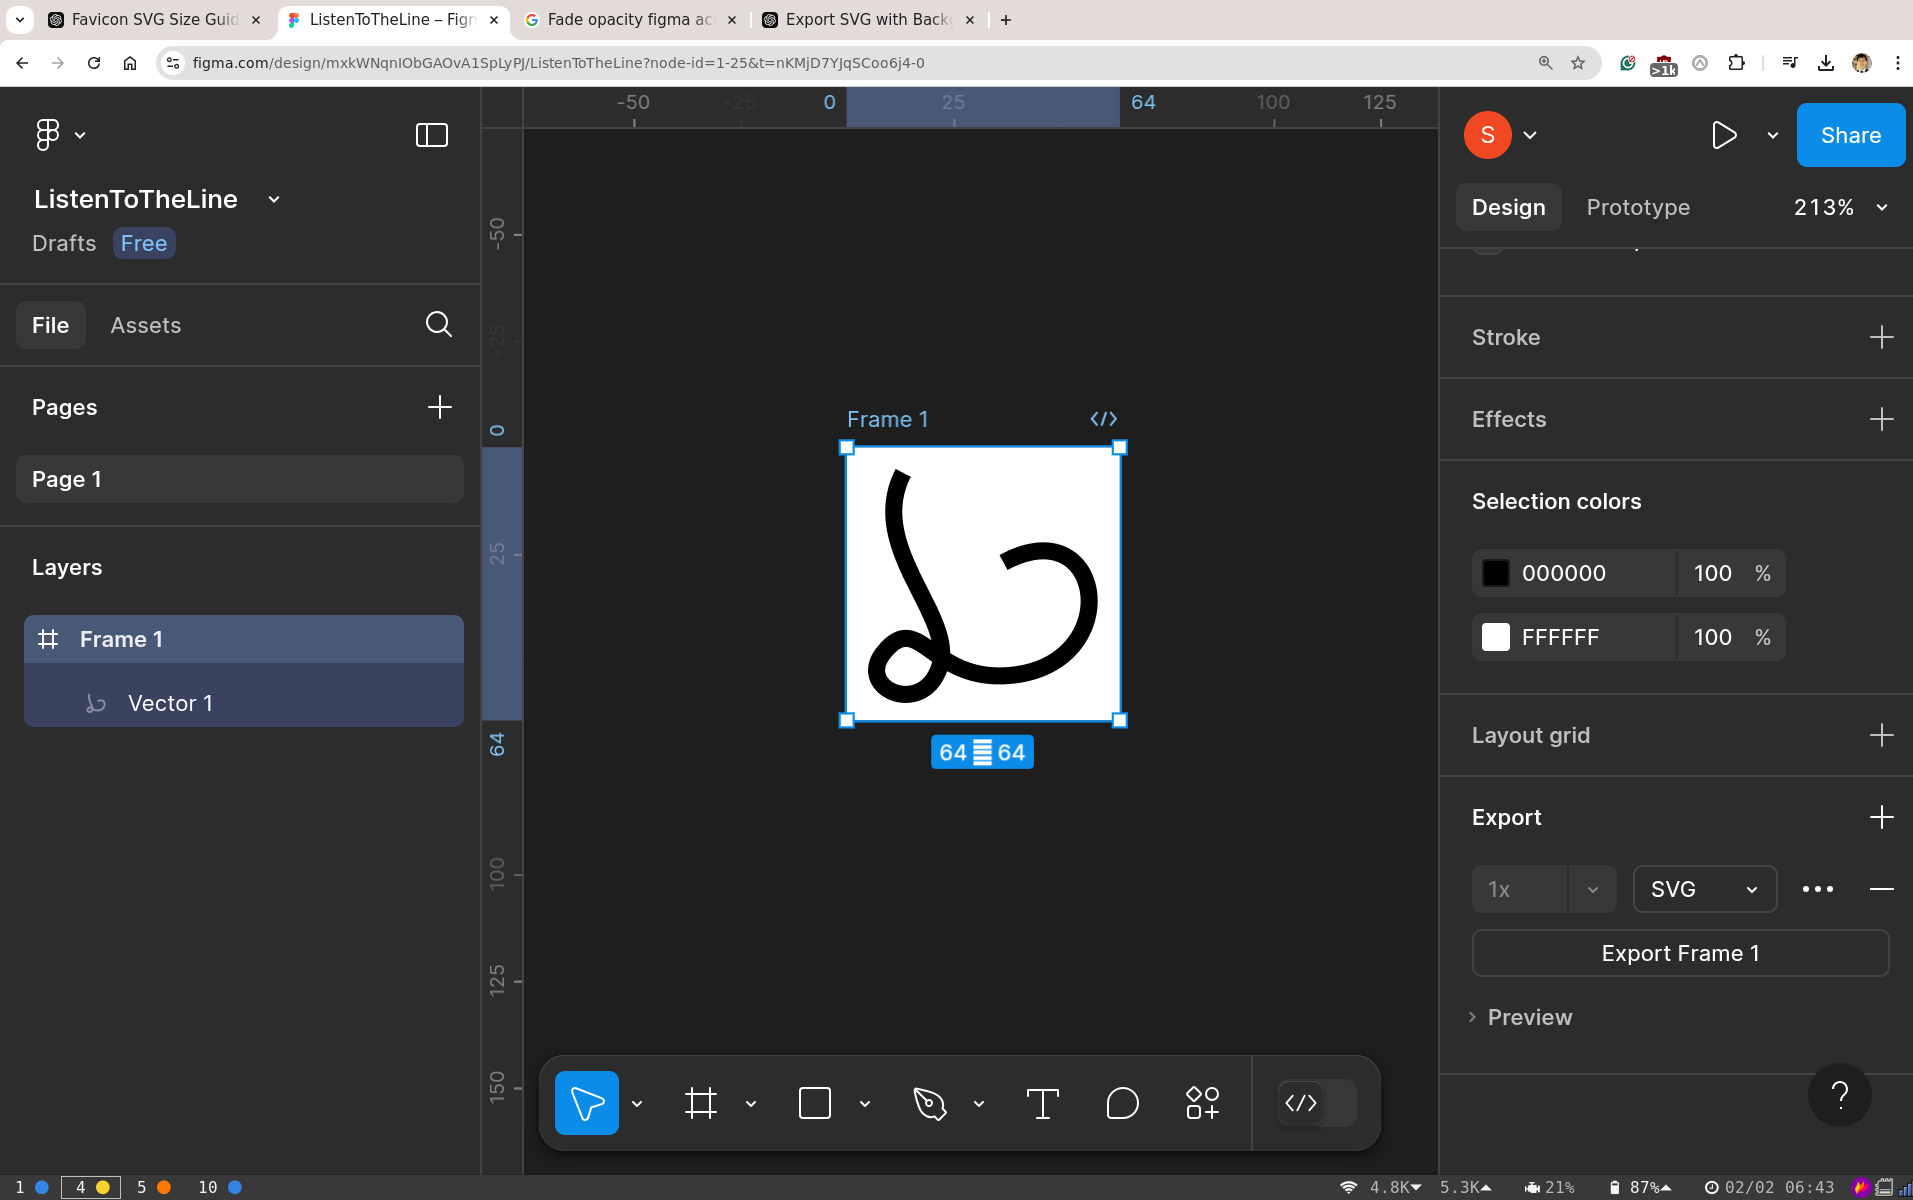 Favicon SVG Size Guid
ListenToTheLine – Fign
Fade opacity figma ac
Export SVG with Backg
figma.com/design/mxkWNqnIObGAOvA1SpLyPJ/ListenToTheLine?node-id=1-25&t=nKMjD7YJqSCoo6j4-0
>1k
-50
-25
0
25
64
100
125
S
Share
ListenToTheLine
Drafts
Free
Design
Prototype
213%
File
Assets
Pages
Page 1
Layers
Frame 1
Vector 1
-50
-25
0
25
64
100
125
150
Frame 1
64
64
Stroke
Effects
Selection colors
000000
100 %
FFFFFF
100 %
Layout grid
Export
1x
SVG
Export Frame 1
Preview
?
1
4
5
10
4.8K
5.3K
21%
87%
02/02 06:43